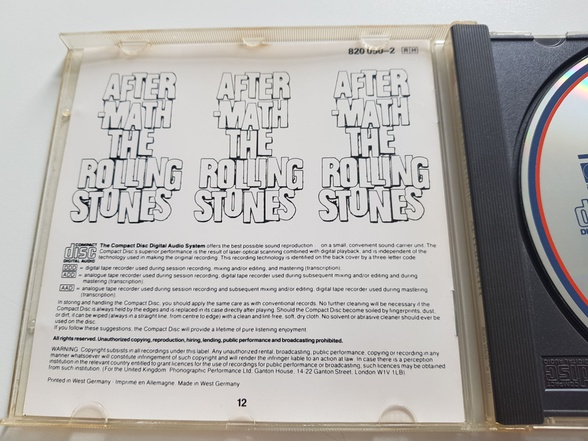 820 050-2 RH
AFTER AFTER AFTER
-MATH -MATH -MATH
THE THE THE
ROLLING ROLLING ROLLING
STONES STONES STONES
COMPACT
disc
DIGITAL AUDIO
The Compact Disc Digital Audio System offers the best possible sound reproduction on a small, convenient sound-carrier unit. The
Compact Disc's superior performance is the result of laser-optical scanning combined with digital playback, and is independent of the
technology used in making the original recording. This recording technology is identified on the back cover by a three-letter code:
DDD = digital tape recorder used during session recording, mixing and/or editing, and mastering (transcription)
ADD = analogue tape recorder used during session recording, digital tape recorder used during subsequent mixing and/or editing and during
mastering (transcription)
AAD = analogue tape recorder used during session recording and subsequent mixing and/or editing; digital tape recorder used during mastering
(transcription)
In storing and handling the Compact Disc, you should apply the same care as with conventional records. No further cleaning will be necessary if the
Compact Disc is always held by the edges and is replaced in its case directly after playing. Should the Compact Disc become soiled by fingerprints, dust
or dirt, it can be wiped (always in a straight line, from centre to edge) with a clean and lint-free, soft, dry cloth. No solvent or abrasive cleaner should ever be
used on the disc.
If you follow these suggestions, the Compact Disc will provide a lifetime of pure listening enjoyment.
All rights reserved. Unauthorized copying, reproduction, hiring, lending, public performance and broadcasting prohibited.
WARNING: Copyright subsists in all recordings under this label. Any unauthorized rental, broadcasting, public performance, copying or recording in any
manner whatsoever will constitute infringement of such copyright and will render the infringer liable to an action at law. In case there is a perception
institution in the relevant country entitled to grant licences for the use of recordings for public performance or broadcasting, such licences may be obtained
from such institution. (For the United Kingdom: Phonographic Performance Ltd. Ganton House, 14-22 Ganton Street, London W1V 1LB).
Printed in West Germany Imprimé en Allemagne Made in West Germany
12